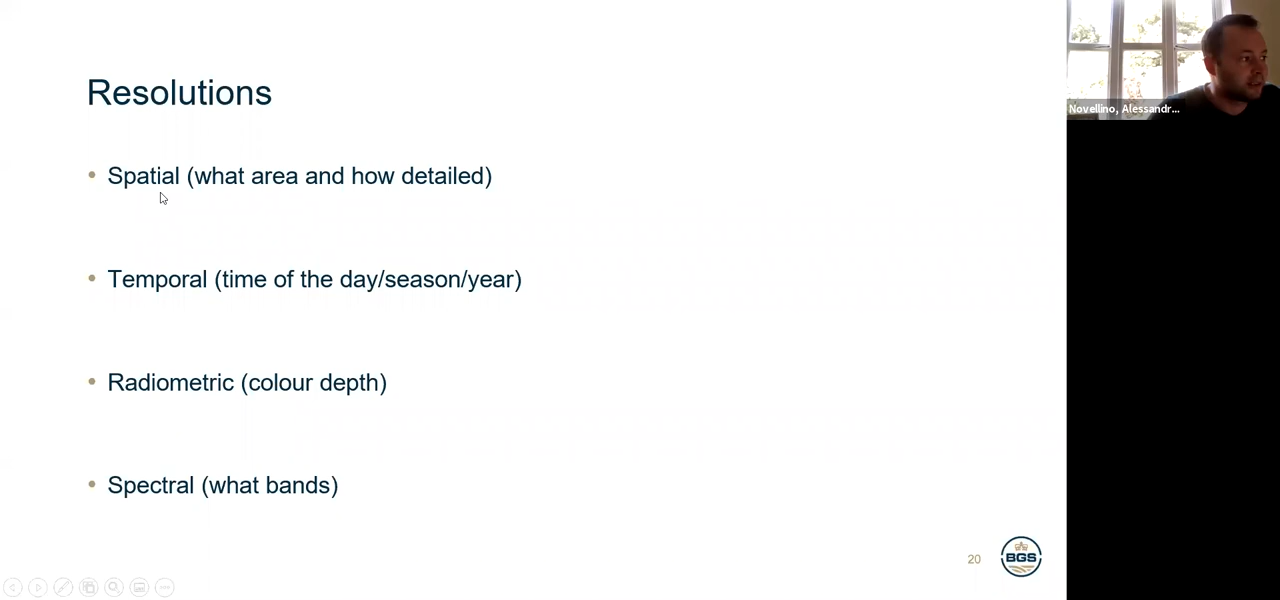 Resolutions
• Spatial (what area and how detailed)
• Temporal (time of the day/season/year)
• Radiometric (colour depth)
• Spectral (what bands)
20
BGS
Novellino, Alessandr...